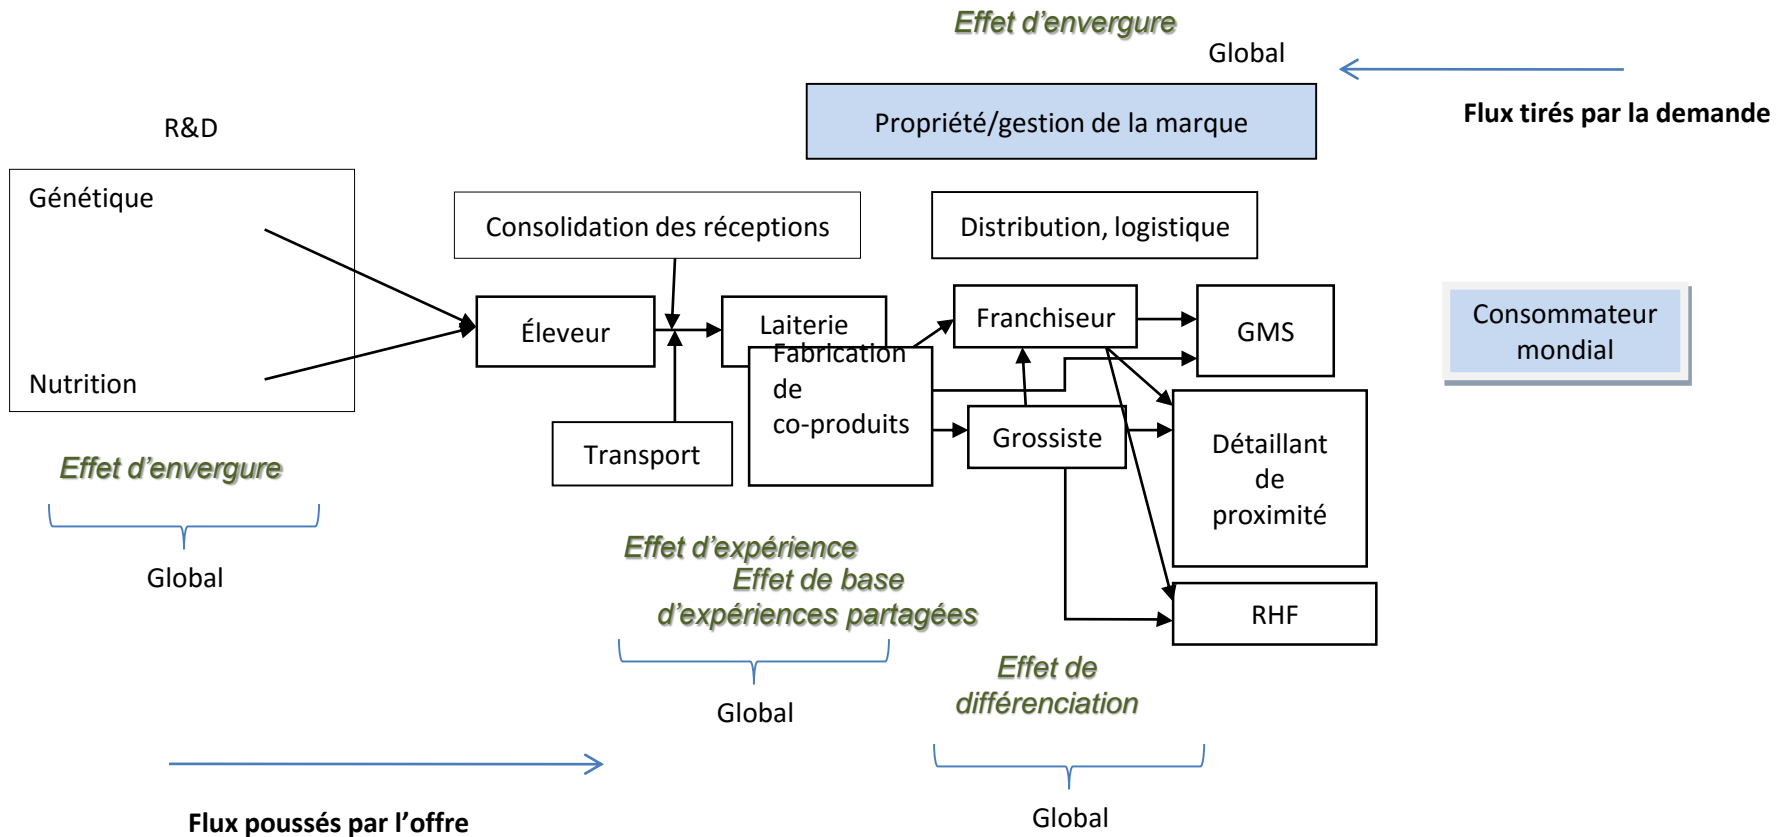 Effet d’envergure
Global
Propriété/gestion de la marque
Flux tirés par la demande
R&D
Génétique
Nutrition
Consolidation des réceptions
Distribution, logistique
Éleveur
Laiterie
Fabrication
de
co-produits
Transport
Franchiseur
Grossiste
GMS
Détaillant
de
proximité
RHF
Consommateur
mondial
Effet d’envergure
Global
Effet d’expérience
Effet de base
d’expériences partagées
Global
Effet de
différenciation
Global
Flux poussés par l’offre